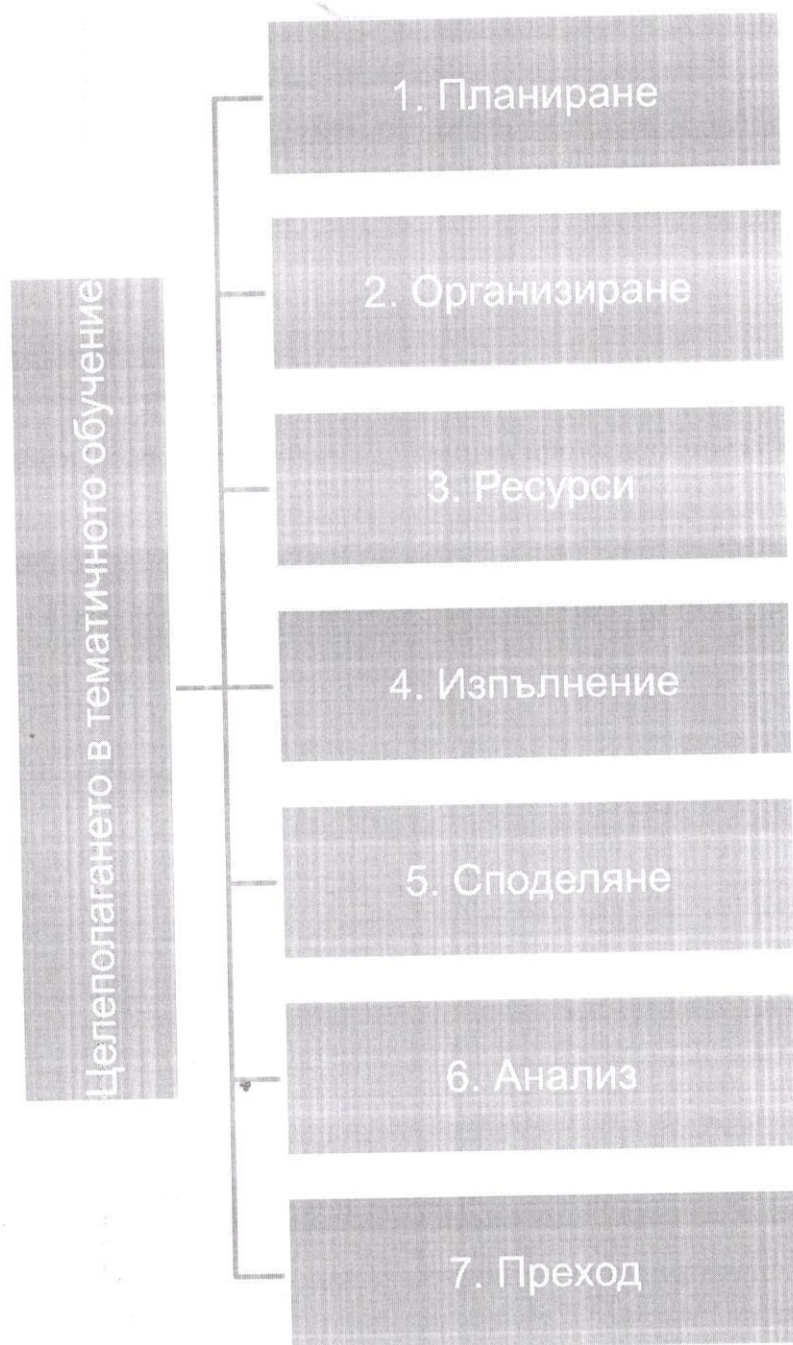 Целеполагането в тематичното обучение
1. Планиране
2. Организиране
3. Ресурси
4. Изпълнение
5. Споделяне
6. Анализ
7. Преход